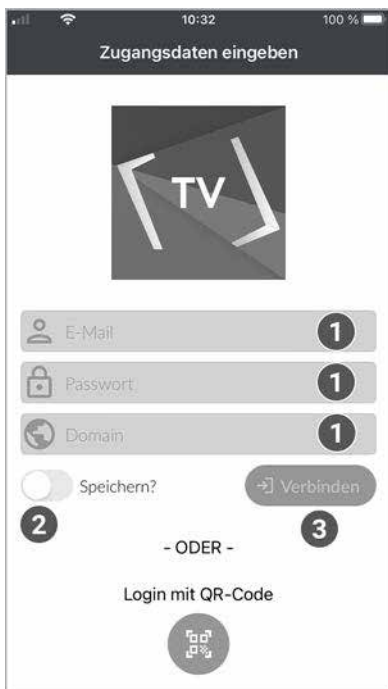 10:32
100 %
Zugangsdaten eingeben
TV
E-Mail 1
Passwort 1
Domain 1
Speichern? Verbinden
2 3
- ODER -
Login mit QR-Code